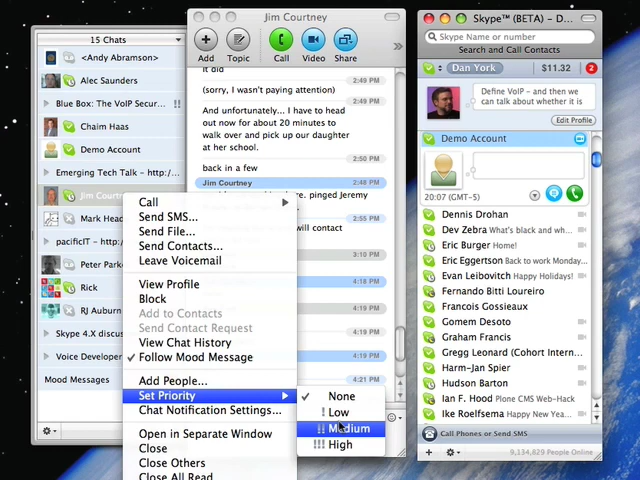 15 Chats
<Andy Abramson>
Alec Saunders
Blue Box: The VoIP Secur...
Chaim Haas
Demo Account
Emerging Tech Talk - http:/...
Jim Cou
Mark Head
pacificIT - http:/
Peter Parke
Rick
RJ Auburn
Skype 4.X discus
Voice Developer
Mood Messages
Call
Send SMS...
Send File...
Send Contacts...
Leave Voicemail
View Profile
Block
Add to Contacts
Send Contact Request
View Chat History
Follow Mood Message
Add People...
Set Priority
Chat Notification Settings...
Open in Separate Window
Close
Close Others
Close All Read
None
Low
Medium
High
Jim Courtney
Add Topic Call Video Share
it did
2:49 PM
(sorry, I wasn't paying attention)
2:49 PM
And unfortunately... I have to head
out now for about 20 minutes to
walk over and pick up our daughter
at her school.
2:50 PM
back in a few
Jim Courtney 2:48 PM
pinged Jeremy
2:55 PM
will contact
3:10 PM
4:18 PM
4:19 PM
4:19 PM
4:21 PM
Skype™ (BETA) - D...
Skype Name or number
Search and Call Contacts
Dan York $11.32 2
Define VoIP - and then we
can talk about whether it is
Edit Profile
Demo Account
20:07 (GMT-5)
Dennis Drohan
Dev Zebra What's black and wh...
Eric Burger Home!
Eric Eggertson Back to work Monday...
Evan Leibovitch Happy Holidays!
Fernando Bitti Loureiro
Francois Gossieaux
Gomem Desoto
Graham Francis
Gregg Leonard (Cohort Intern...
Harm-Jan Spier
Hudson Barton
Ian F. Hood Plone CMS Web-Hack
Ike Roelfsema Happy New Year...
Call Phones or Send SMS
9,134,829 People Online